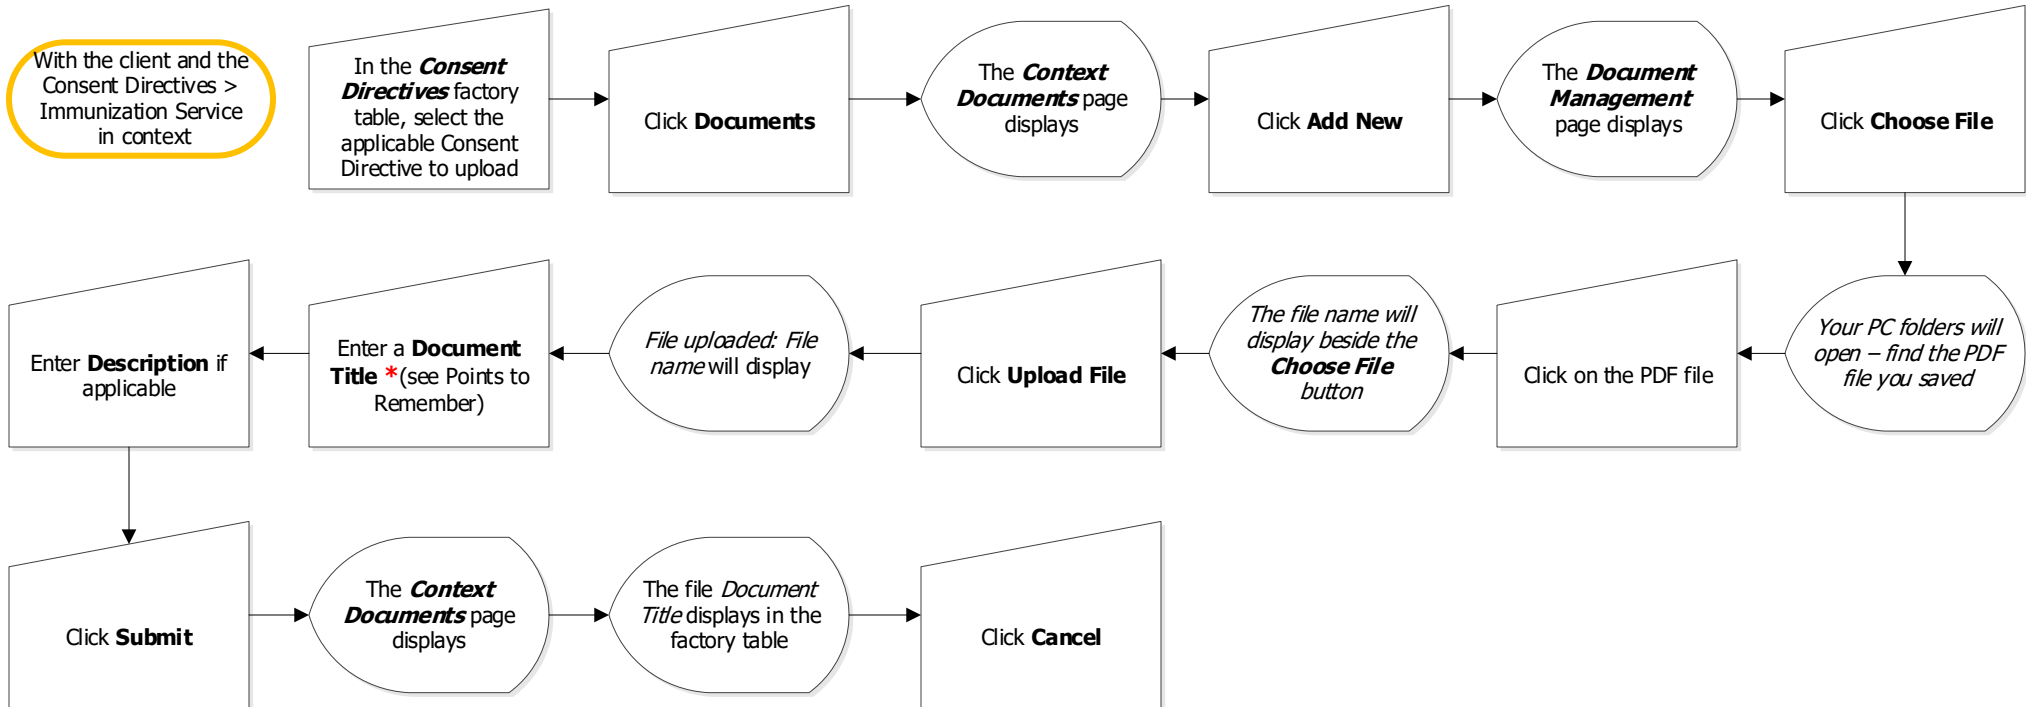 With the client and the
Consent Directives >
Immunization Service
in context
In the Consent
Directives factory
table, select the
applicable Consent
Directive to upload
Click Documents
The Context
Documents page
displays
Click Add New
The Document
Management
page displays
Click Choose File
Your PC folders will
open – find the PDF
file you saved
Click on the PDF file
The file name will
display beside the
Choose File
button
Click Upload File
File uploaded: File
name will display
Enter a Document
Title *(see Points to
Remember)
Enter Description if
applicable
Click Submit
The Context
Documents page
displays
The file Document
Title displays in the
factory table
Click Cancel